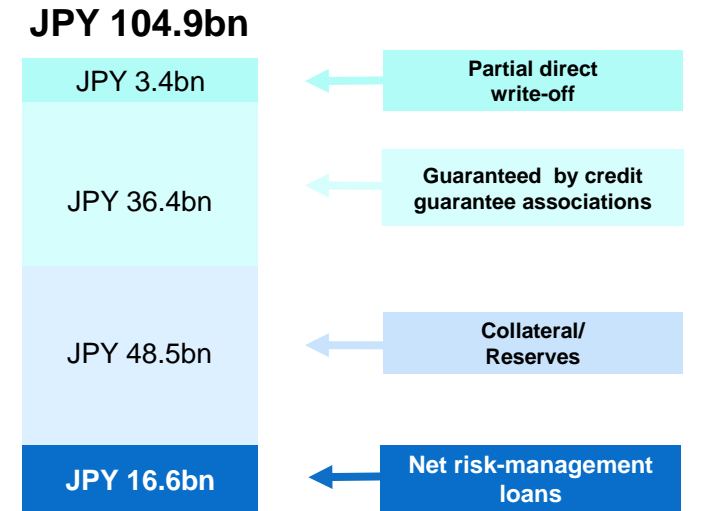 JPY 104.9bn
JPY 3.4bn
Partial direct
write-off
JPY 36.4bn
Guaranteed by credit
guarantee associations
JPY 48.5bn
Collateral/
Reserves
JPY 16.6bn
Net risk-management
loans